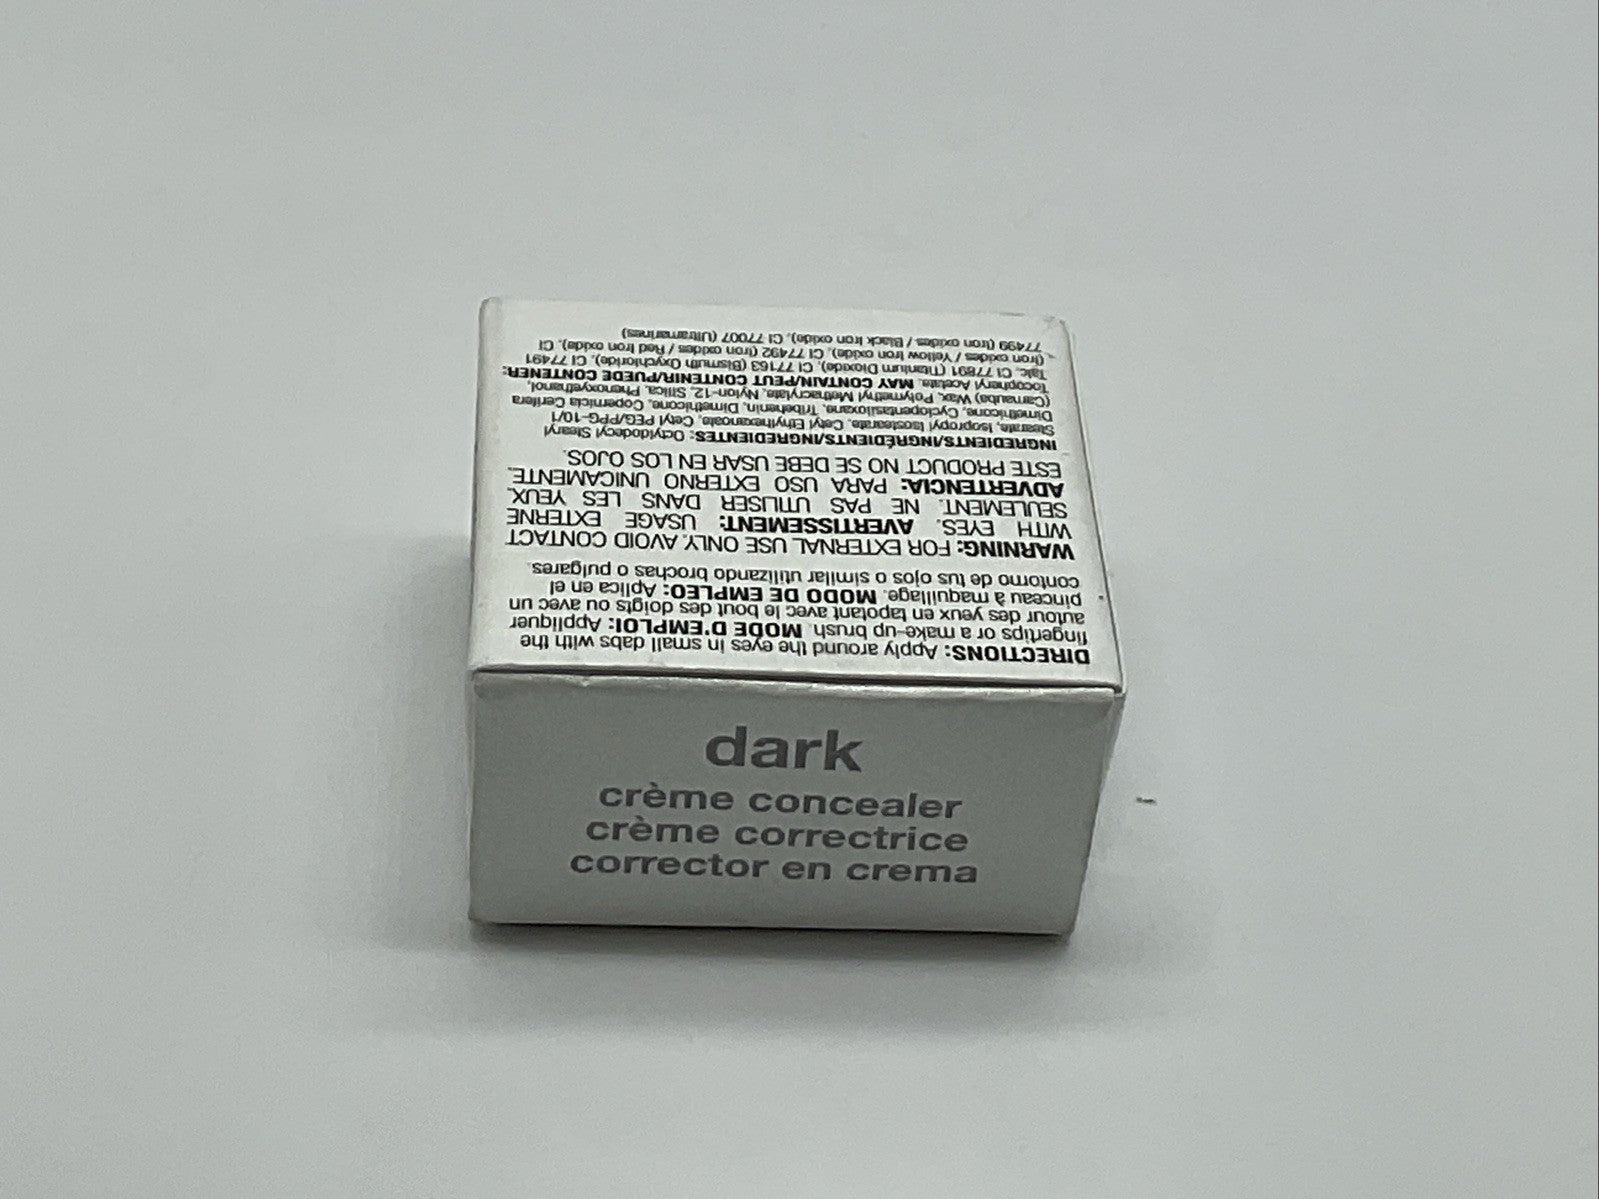 DIRECTIONS: Apply around the eyes in small dabs with the
fingertips or a make-up brush. MODE D'EMPLOI: Appliquer
autour des yeux en tapotant avec le bout des doigts ou avec un
pinceau à maquillage. MODO DE EMPLEO: Aplica en el
contorno de tus ojos o similar utilizando brochas o pulgares.
WARNING: FOR EXTERNAL USE ONLY. AVOID CONTACT
WITH EYES. AVERTISSEMENT: USAGE EXTERNE
SEULEMENT. NE PAS UTILISER DANS LES YEUX.
ADVERTENCIA: PARA USO EXTERNO UNICAMENTE.
ESTE PRODUCT NO SE DEBE USAR EN LOS OJOS.
INGREDIENTS/INGRÉDIENTS/INGREDIENTES: Octyldodecyl Stearyl
Stearate, Isopropyl Isostearate, Cetyl Ethylhexanoate, Cetyl PEG/PPG-10/1
Dimethicone, Cyclopentasiloxane, Tribehenin, Dimethicone, Copernicia Cerifera
(Carnauba) Wax, Polymethyl Methacrylate, Nylon-12, Silica, Phenoxyethanol,
Tocopheryl Acetate. MAY CONTAIN/PEUT CONTENIR/PUEDE CONTENER:
Talc, CI 77891 (Titanium Dioxide), CI 77163 (Bismuth Oxychloride), CI 77491
(Iron oxides / Yellow Iron oxide), CI 77492 (Iron oxides / Red Iron oxide), CI
77499 (Iron oxides / Black Iron oxide), CI 77007 (Ultramarines)
dark
crème concealer
crème correctrice
corrector en crema